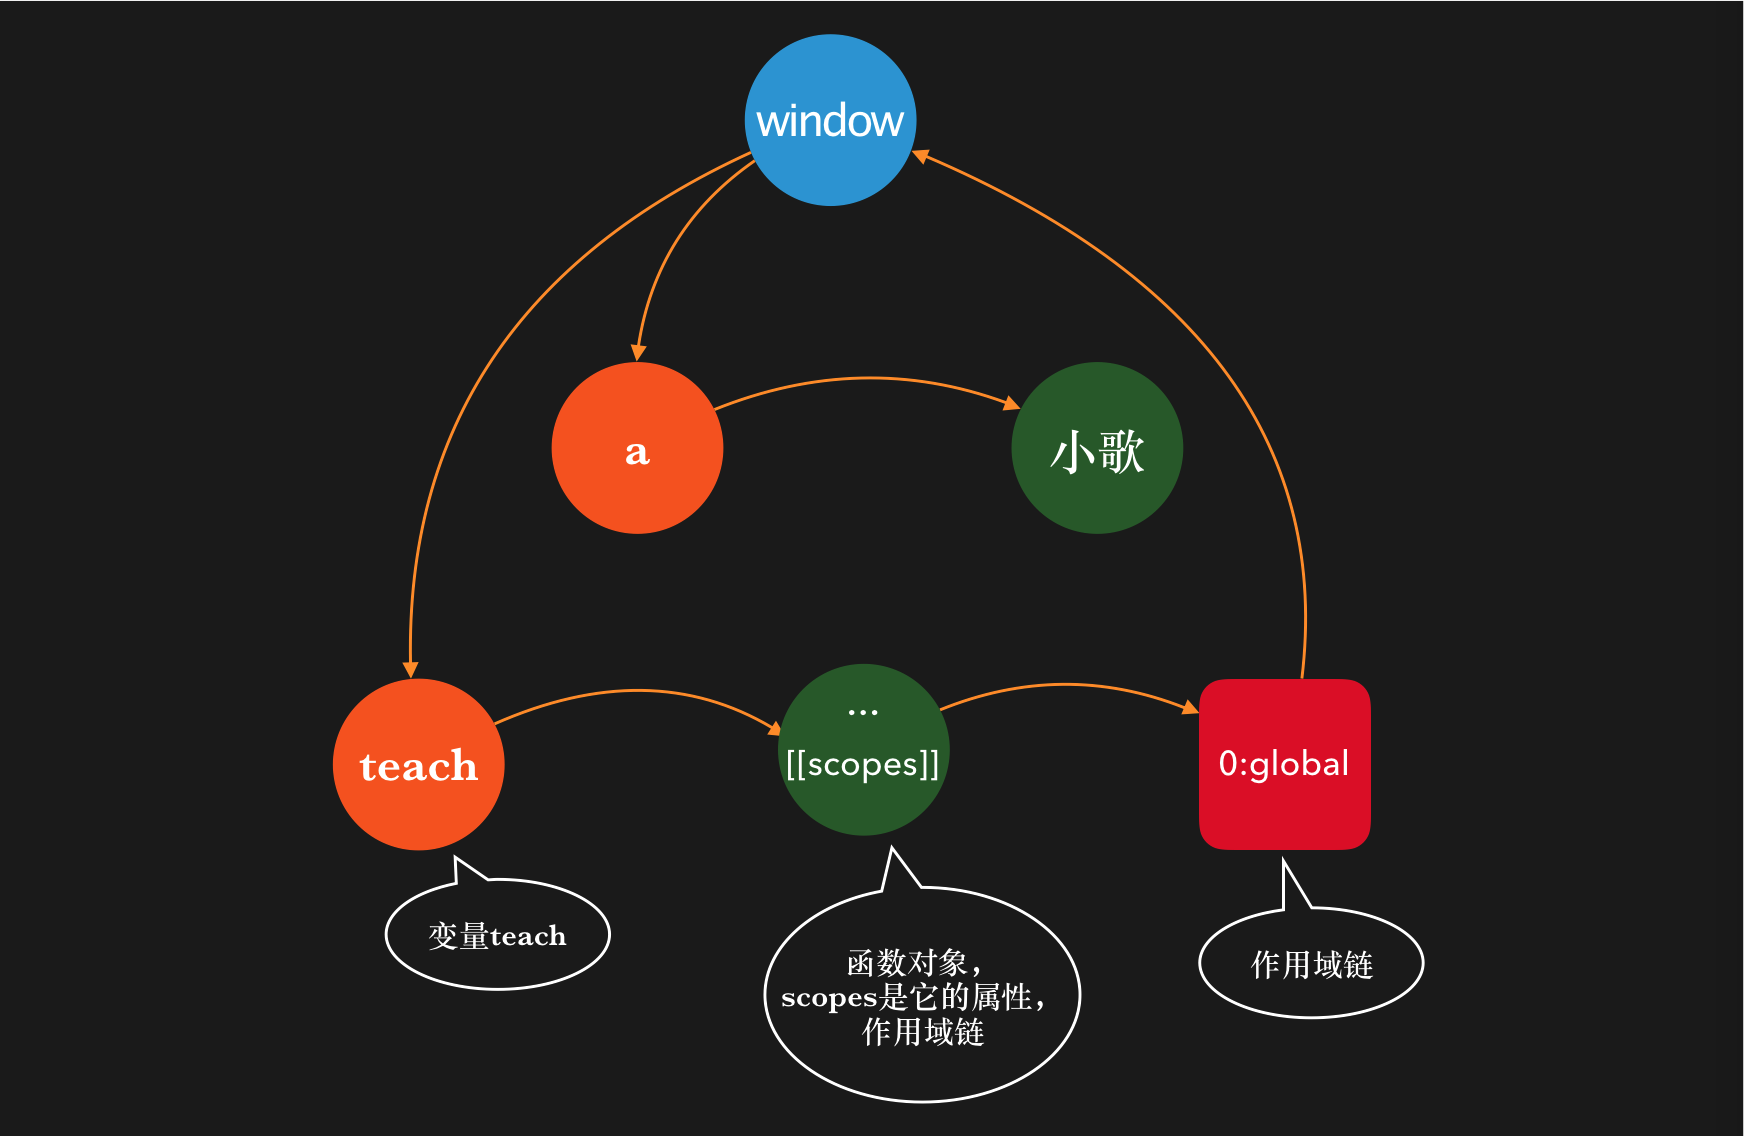 window
a
小歌
teach
...
[[scopes]]
0:global
变量teach
函数对象，
scopes是它的属性，
作用域链
作用域链